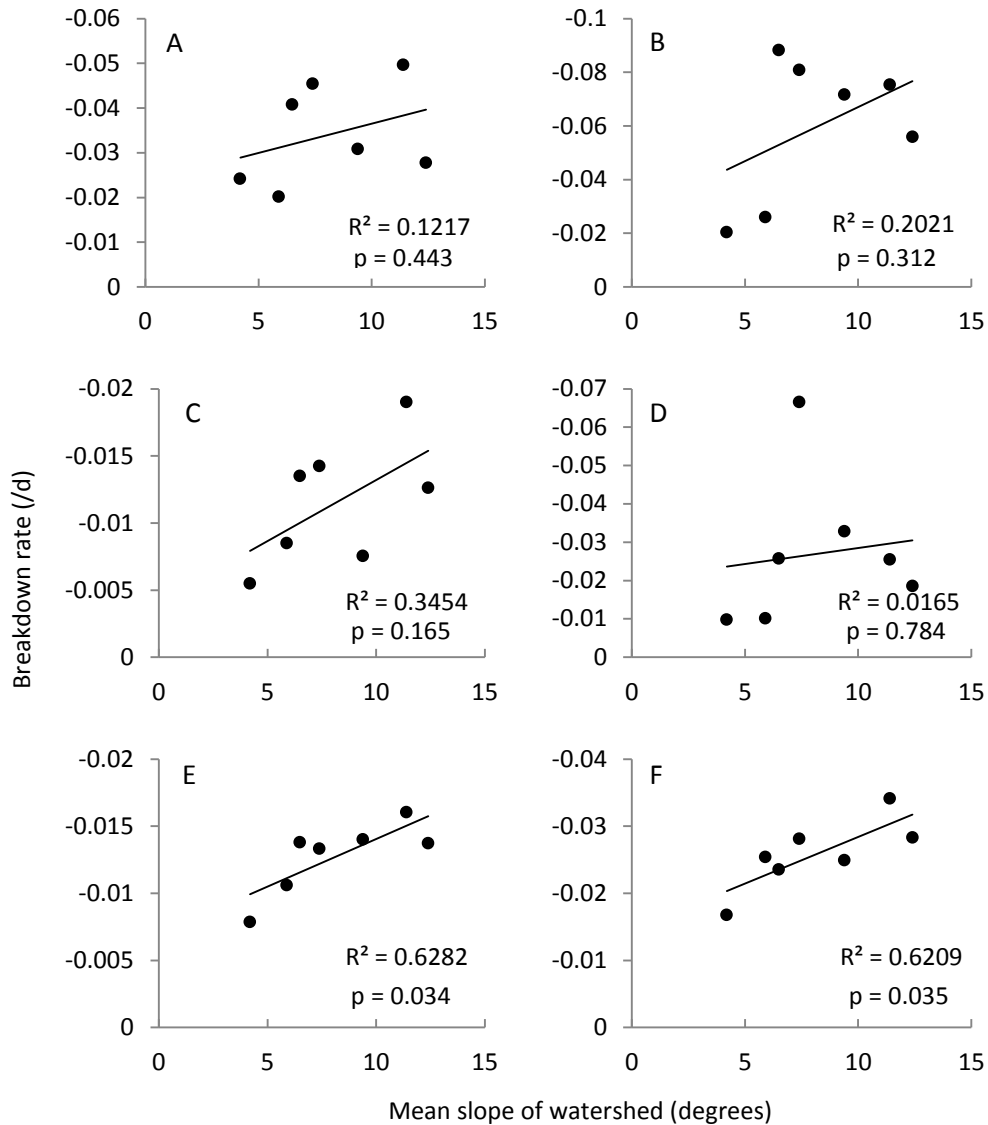 A
-0.06
-0.05
-0.04
-0.03
-0.02
-0.01
0
R² = 0.1217
p = 0.443
0 5 10 15
B
-0.1
-0.08
-0.06
-0.04
-0.02
0
R² = 0.2021
p = 0.312
0 5 10 15
Breakdown rate (/d)
C
-0.02
-0.015
-0.01
-0.005
0
R² = 0.3454
p = 0.165
0 5 10 15
D
-0.07
-0.06
-0.05
-0.04
-0.03
-0.02
-0.01
0
R² = 0.0165
p = 0.784
0 5 10 15
E
-0.02
-0.015
-0.01
-0.005
0
R² = 0.6282
p = 0.034
0 5 10 15
F
-0.04
-0.03
-0.02
-0.01
0
R² = 0.6209
p = 0.035
0 5 10 15
Mean slope of watershed (degrees)